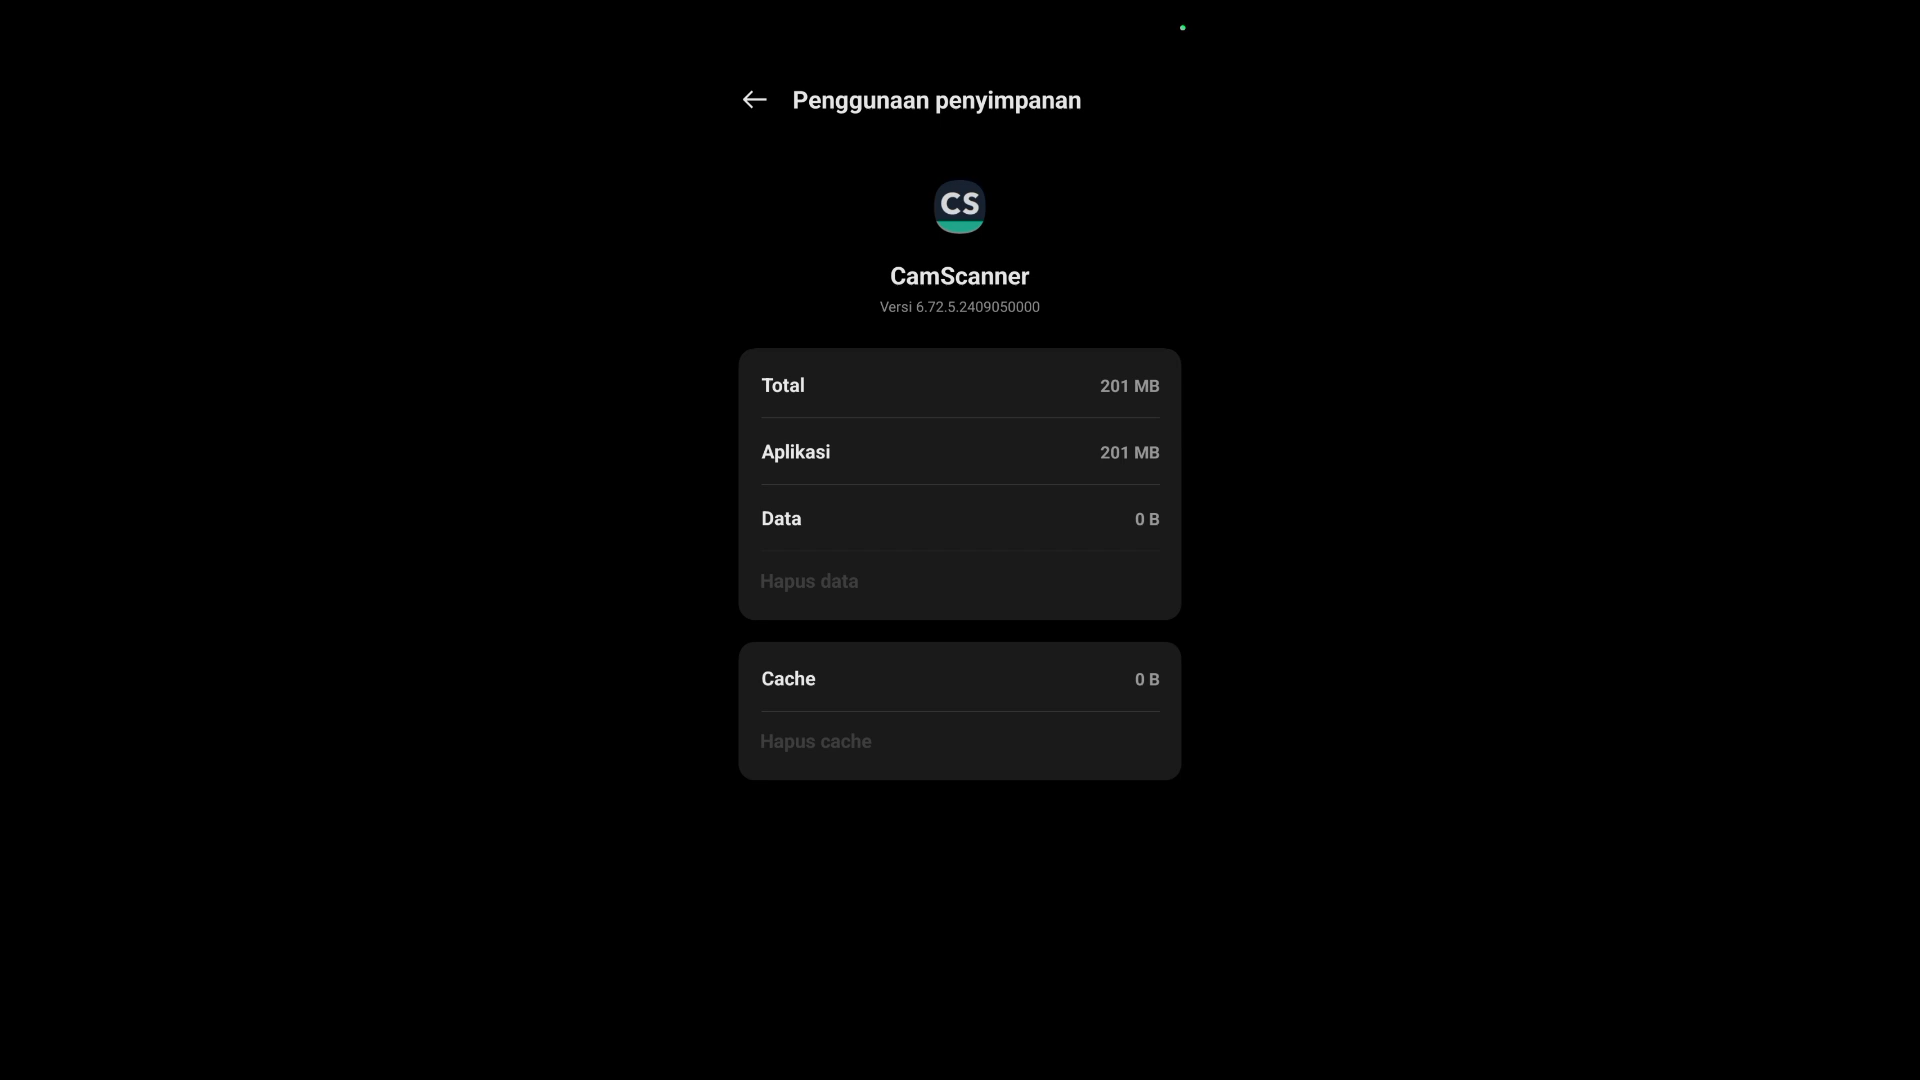 Penggunaan penyimpanan
CS
CamScanner
Versi 6.72.5.2409050000
Total 201 MB
Aplikasi 201 MB
Data 0 B
Hapus data
Cache 0 B
Hapus cache